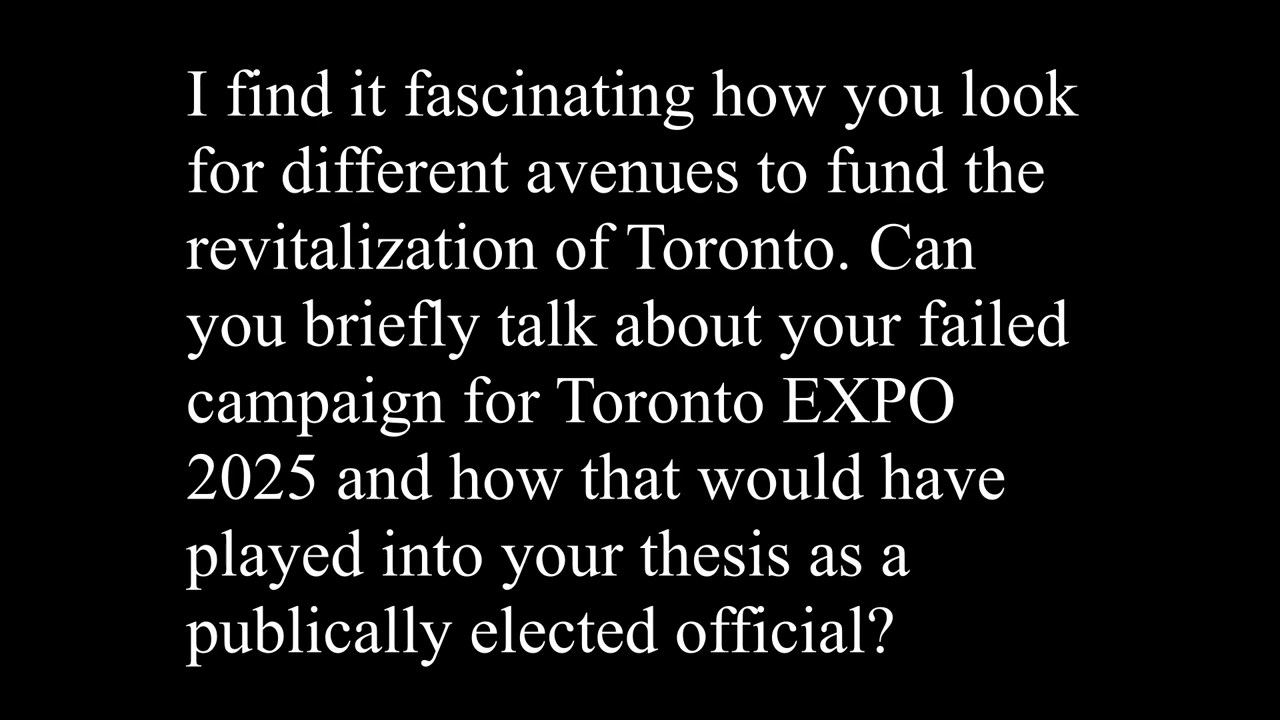 I find it fascinating how you look
for different avenues to fund the
revitalization of Toronto. Can
you briefly talk about your failed
campaign for Toronto EXPO
2025 and how that would have
played into your thesis as a
publically elected official?